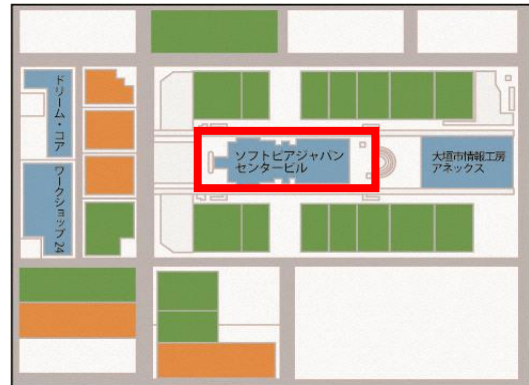 ドリーム・コア
ワークショップ24
ソフトピアジャパン
センタービル
大垣市情報工房
アネックス